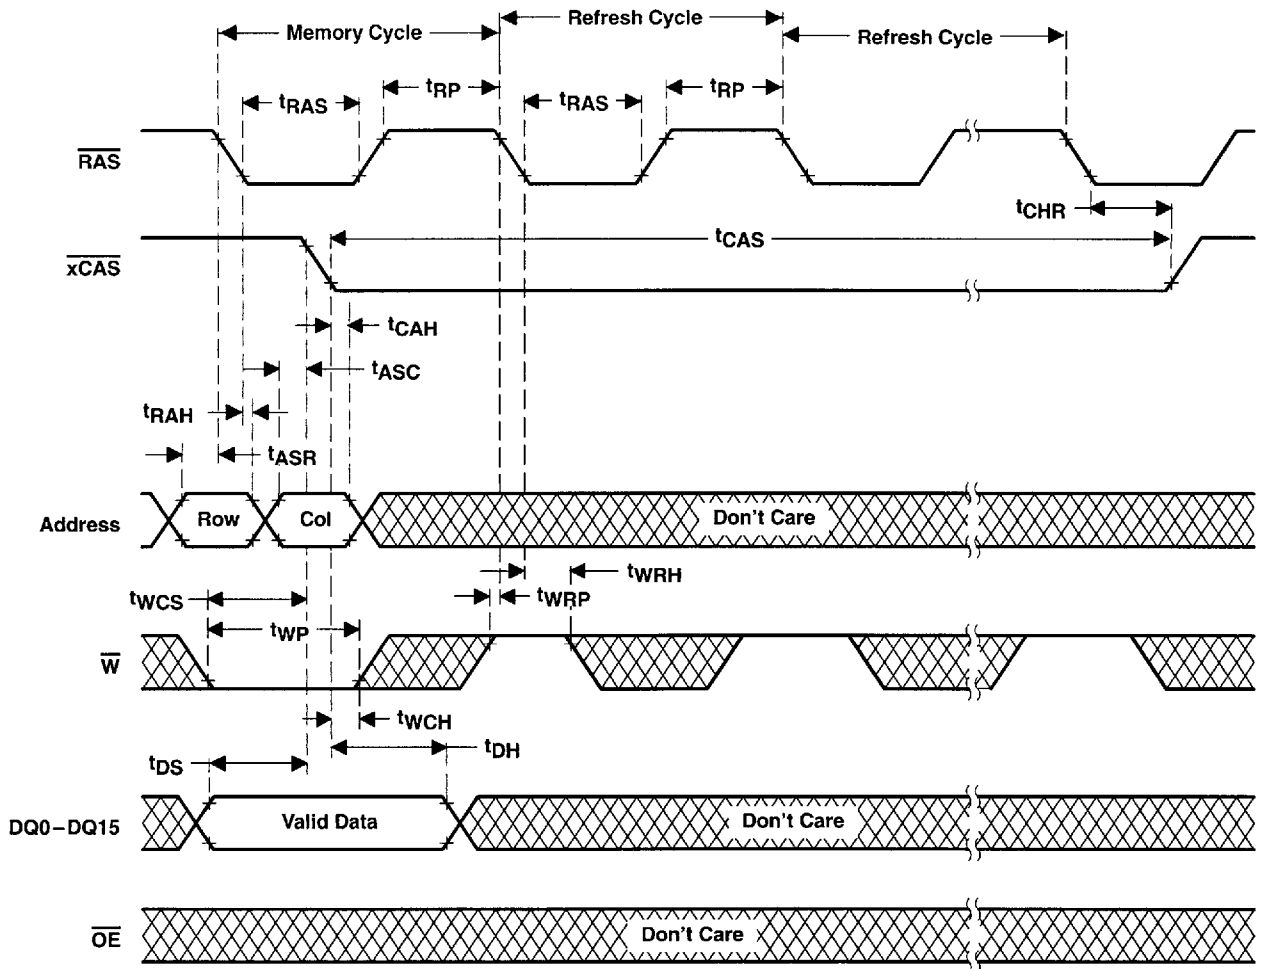 Refresh Cycle
Memory Cycle
Refresh Cycle
tRP
tRP
tRAS
tRAS
RAS
tCHR
tCAS
xCAS
tCAH
tASC
tRAH
tASR
Address
Row
Col
Don't Care
tWRH
tWCS
tWRP
tWP
W
tWCH
tDH
tDS
DQ0–DQ15
Valid Data
Don't Care
OE
Don't Care